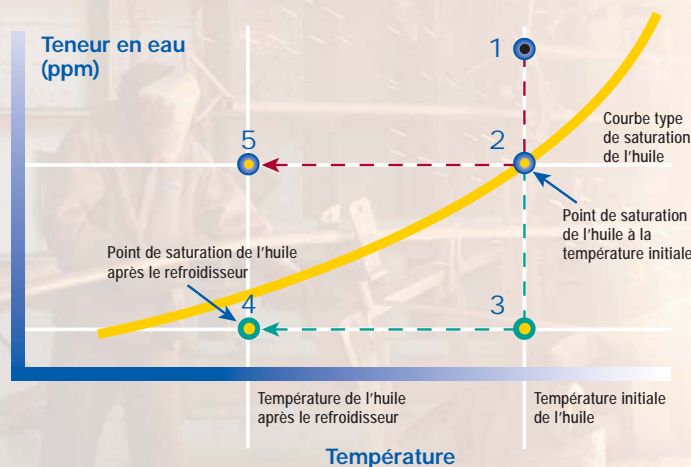 Teneur en eau
(ppm)
1
5
2
Courbe type
de saturation
de l'huile
Point de saturation
de l'huile à la
température initiale
Point de saturation de l'huile
après le refroidisseur
4
3
Température de l'huile
après le refroidisseur
Température initiale
de l'huile
Température